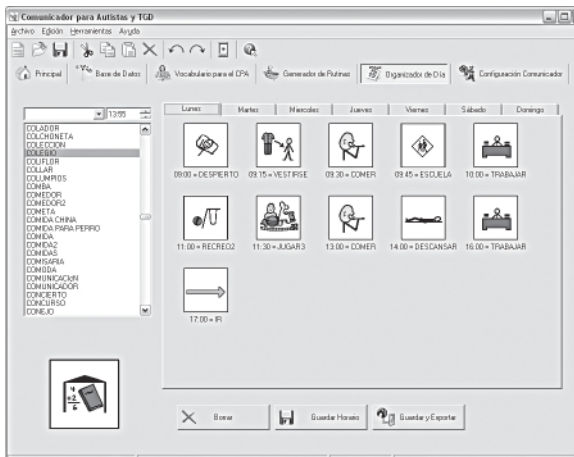 Comunicador para Autistas y TGD
Archivo Edición Herramientas Ayuda
Principal Base de Datos Vocabulario para el CPA Generador de Rutinas Organizador de Día Configuración Comunicador
13:55
Lunes Martes Miercoles Jueves Viernes Sábado Domingo
COLADOR
COLCHONETA
COLECCION
COLEGIO
COLIFLOR
COLLAR
COLUMPIOS
COMBA
COMEDOR
COMEDOR2
COMETA
COMIDA CHINA
COMIDA PARA PERRO
COMIDA
COMIDA2
COMIDAS
COMISARIA
COMODA
COMUNICACIóN
COMUNICADOR
CONCIERTO
CONCURSO
CONEJO
09:00 = DESPIERTO 09:15 = VESTIRSE 09:30 = COMER 09:45 = ESCUELA 10:00 = TRABAJAR
11:00 = RECREO2 11:30 = JUGAR3 13:00 = COMER 14:00 = DESCANSAR 16:00 = TRABAJAR
17:00 = IR
4
+2
6
Borrar Guardar Horario Guardar y Exportar